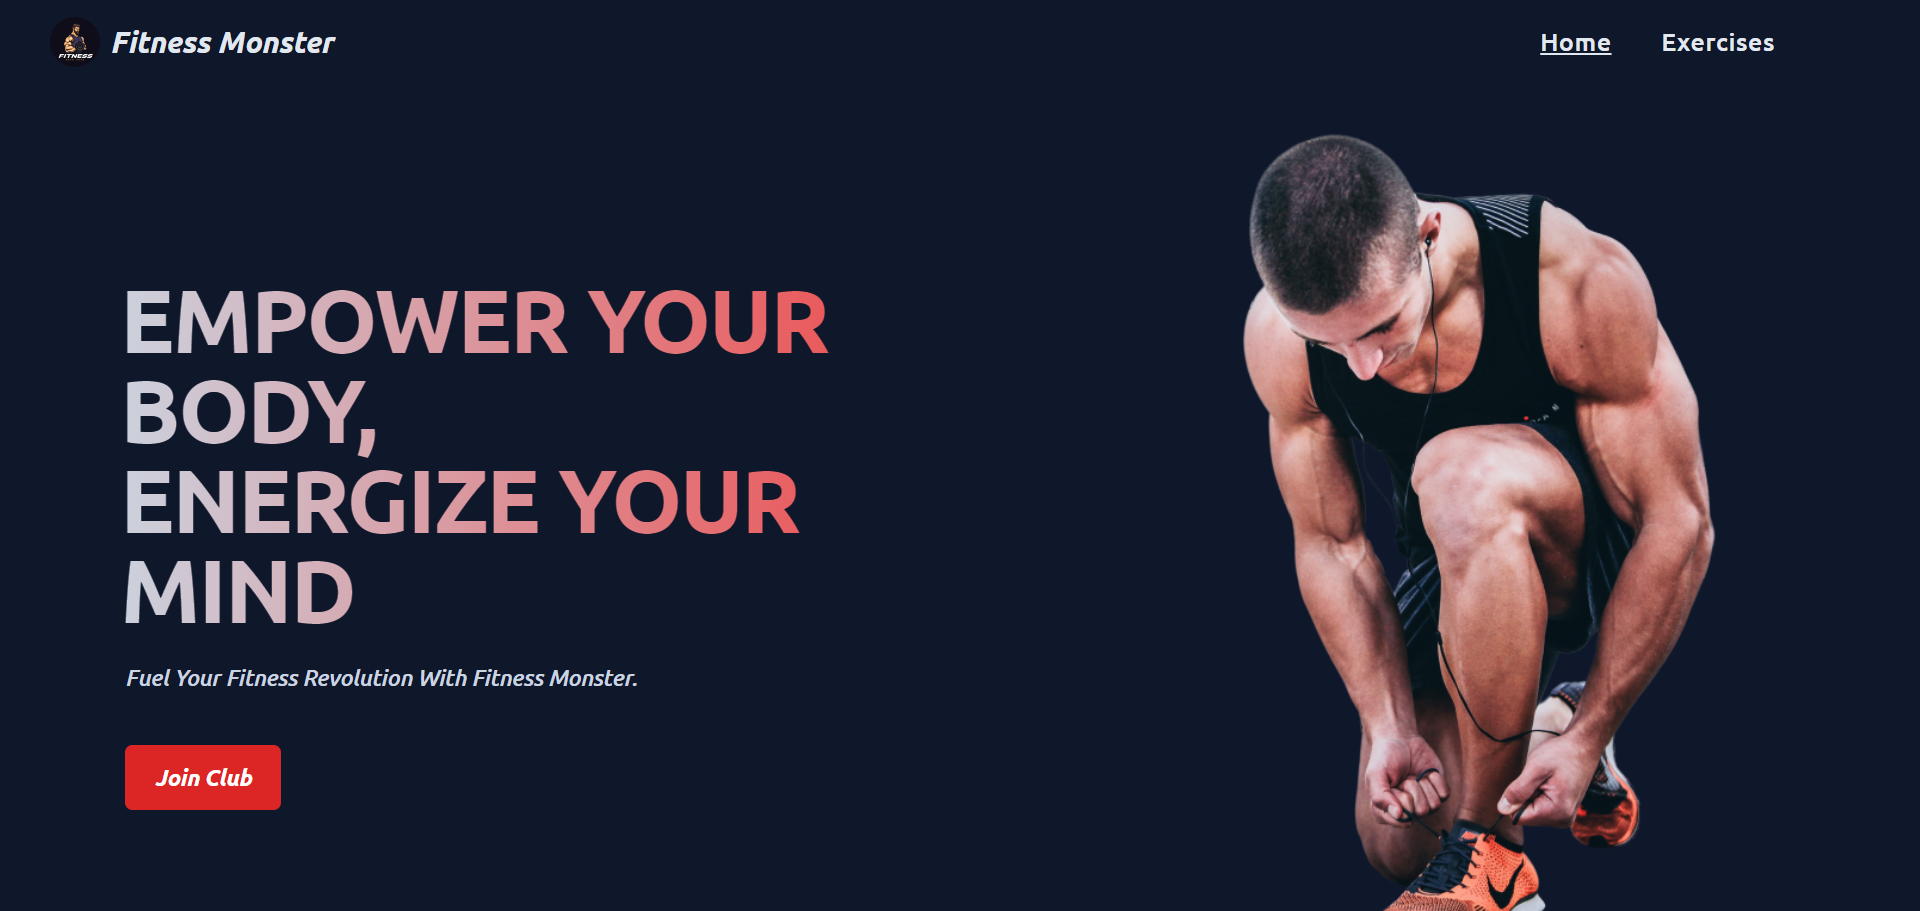 FITNESS
Fitness Monster
Home
Exercises
EMPOWER YOUR
BODY,
ENERGIZE YOUR
MIND
Fuel Your Fitness Revolution With Fitness Monster.
Join Club